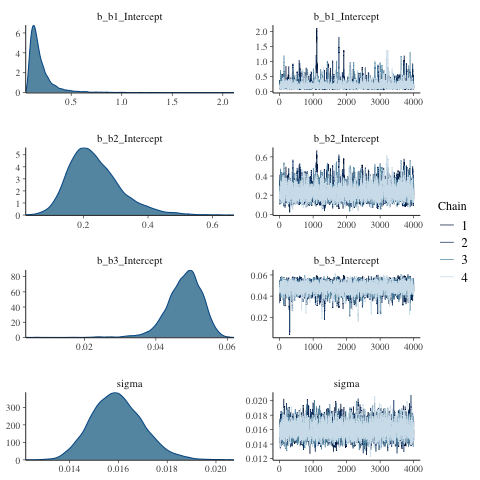 b_b1_Intercept
6
4
2
0
0.5 1.0 1.5 2.0
b_b1_Intercept
2.0
1.5
1.0
0.5
0.0
0 1000 2000 3000 4000
b_b2_Intercept
5
4
3
2
1
0
0.2 0.4 0.6
b_b2_Intercept
0.6
0.4
0.2
0.0
0 1000 2000 3000 4000
b_b3_Intercept
80
60
40
20
0
0.02 0.04 0.06
b_b3_Intercept
0.06
0.04
0.02
0 1000 2000 3000 4000
sigma
300
200
100
0
0.014 0.016 0.018 0.020
sigma
0.020
0.018
0.016
0.014
0.012
0 1000 2000 3000 4000
Chain
1
2
3
4